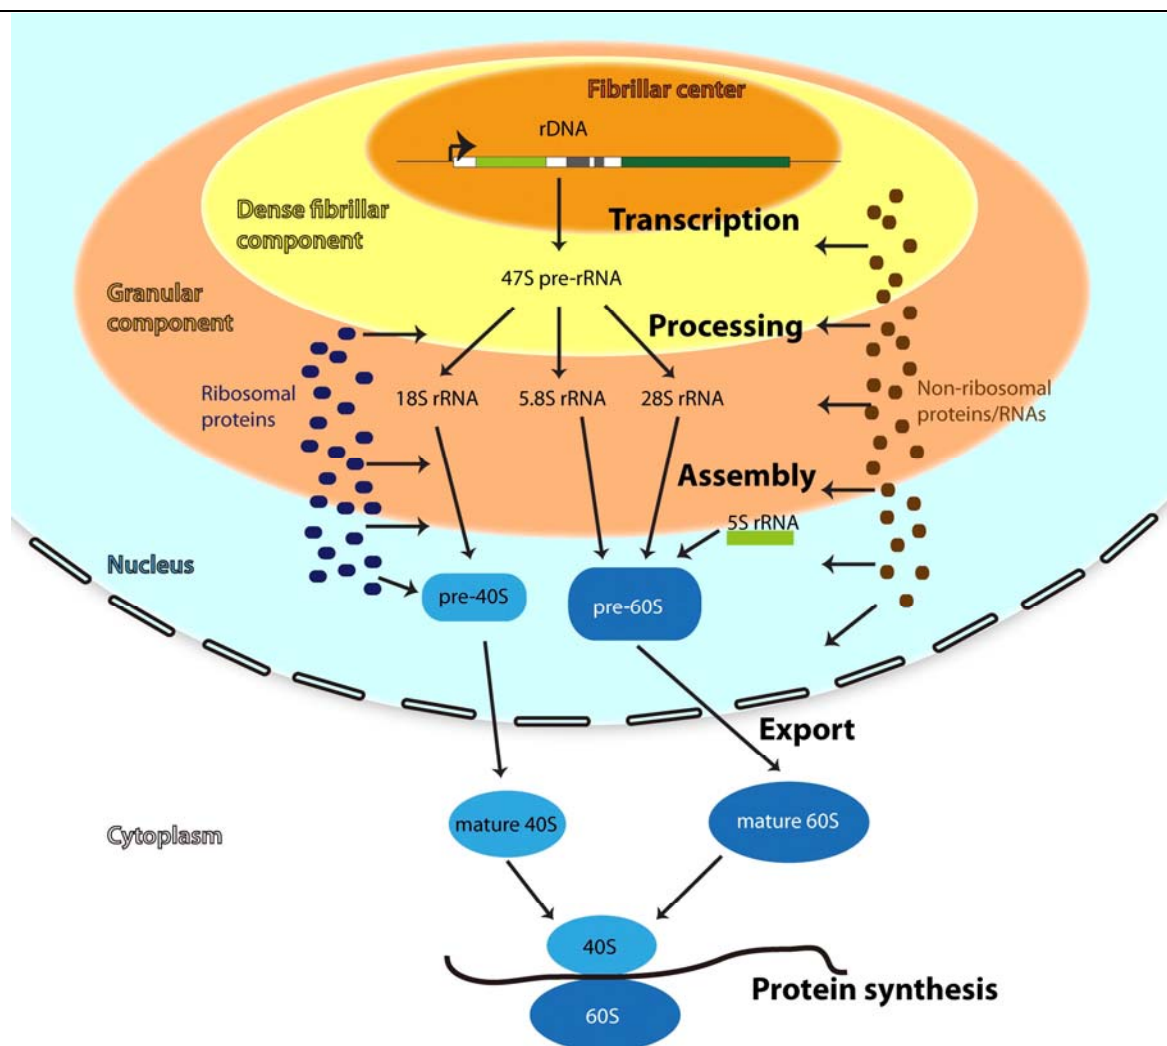 Fibrillar center
rDNA
Dense fibrillar
component
Transcription
47S pre-rRNA
Granular
component
Processing
Ribosomal
proteins
18S rRNA
5.8S rRNA
28S rRNA
Non-ribosomal
proteins/RNAs
Assembly
5S rRNA
Nucleus
pre-40S
pre-60S
Export
Cytoplasm
mature 40S
mature 60S
40S
Protein synthesis
60S